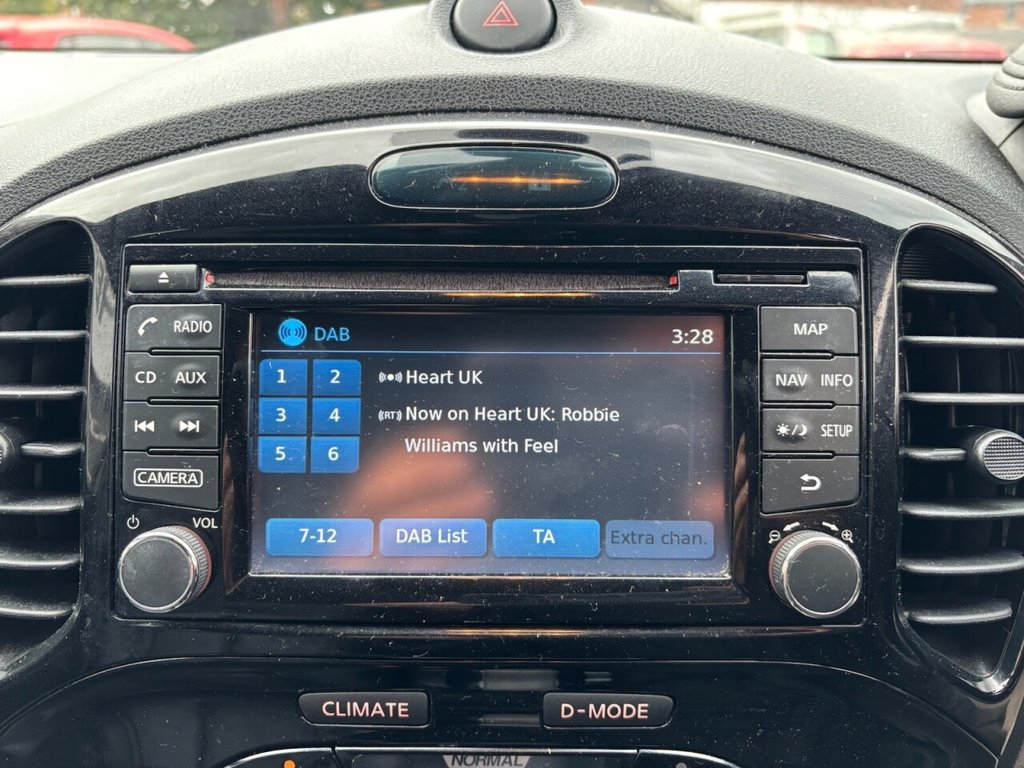 RADIO
CD AUX
CAMERA
VOL
DAB
3:28
1 2
3 4
5 6
Heart UK
(RT) Now on Heart UK: Robbie
Williams with Feel
7-12 DAB List TA Extra chan.
MAP
NAV INFO
SETUP
CLIMATE
D-MODE
NORMAL